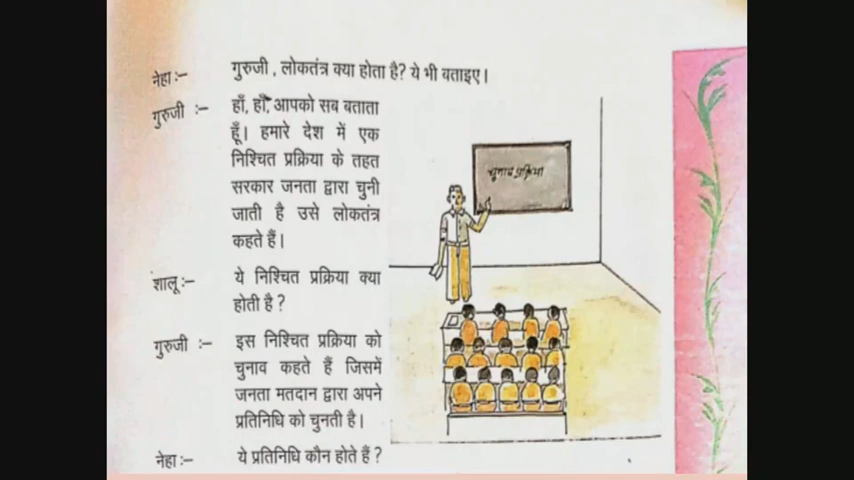 नेहा :– गुरुजी , लोकतंत्र क्या होता है? ये भी बताइए।
गुरुजी :– हाँ, हाँ, आपको सब बताता
हूँ। हमारे देश में एक
निश्चित प्रक्रिया के तहत
सरकार जनता द्वारा चुनी
जाती है उसे लोकतंत्र
कहते हैं।
चुनाव प्रक्रिया
शालू :– ये निश्चित प्रक्रिया क्या
होती है ?
गुरुजी :– इस निश्चित प्रक्रिया को
चुनाव कहते हैं जिसमें
जनता मतदान द्वारा अपने
प्रतिनिधि को चुनती है।
नेहा :– ये प्रतिनिधि कौन होते हैं ?